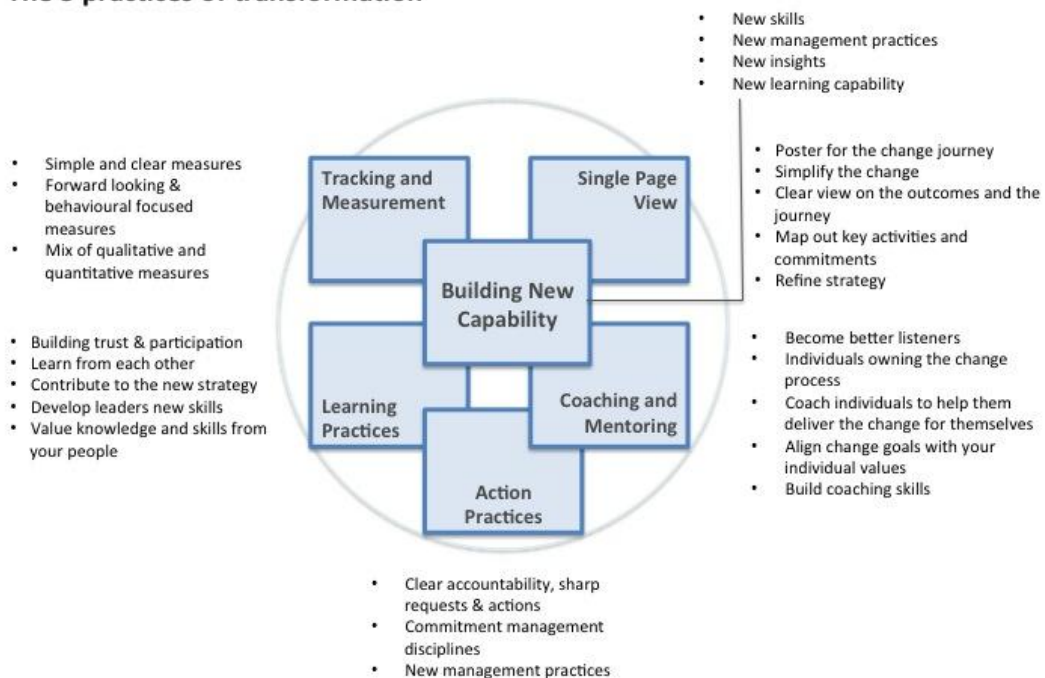 The practices of transformation
• New skills
• New management practices
• New insights
• New learning capability
• Simple and clear measures
• Forward looking &
behavioural focused
measures
• Mix of qualitative and
quantitative measures
Tracking and
Measurement
Single Page
View
• Poster for the change journey
• Simplify the change
• Clear view on the outcomes and the
journey
• Map out key activities and
commitments
• Refine strategy
Building New
Capability
• Building trust & participation
• Learn from each other
• Contribute to the new strategy
• Develop leaders new skills
• Value knowledge and skills from
your people
Learning
Practices
Coaching and
Mentoring
• Become better listeners
• Individuals owning the change
process
• Coach individuals to help them
deliver the change for themselves
• Align change goals with your
individual values
• Build coaching skills
Action
Practices
• Clear accountability, sharp
requests & actions
• Commitment management
disciplines
• New management practices